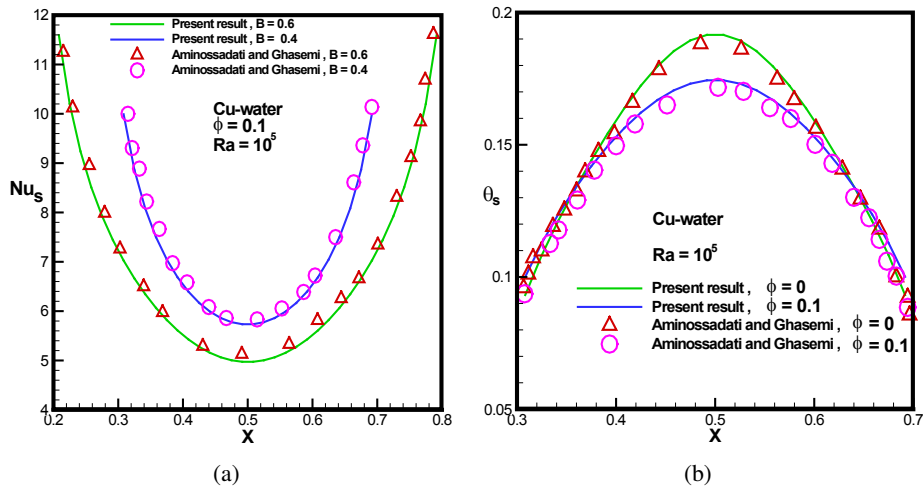 Present result , B = 0.6
Present result , B = 0.4
Aminossadati and Ghasemi , B = 0.6
Aminossadati and Ghasemi , B = 0.4
Cu-water
ϕ = 0.1
Ra = 10⁵
Nuₛ
12
11
10
9
8
7
6
5
4
0.2 0.3 0.4 0.5 0.6 0.7 0.8
X
(a)
θₛ
0.2
0.15
0.1
0.05
Cu-water
Ra = 10⁵
Present result , ϕ = 0
Present result , ϕ = 0.1
Aminossadati and Ghasemi , ϕ = 0
Aminossadati and Ghasemi , ϕ = 0.1
0.3 0.4 0.5 0.6 0.7
X
(b)